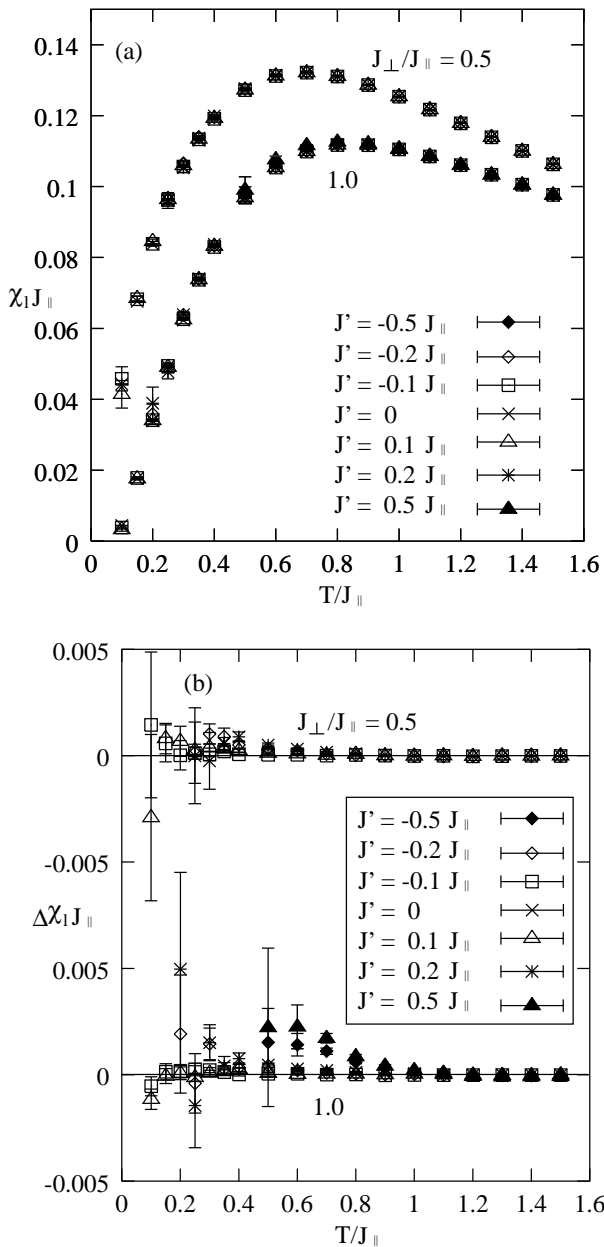 (a)
J⊥/J∥ = 0.5
1.0
0.14
0.12
0.1
0.08
0.06
0.04
0.02
0
χ₁J∥
J' = -0.5 J∥
J' = -0.2 J∥
J' = -0.1 J∥
J' = 0
J' = 0.1 J∥
J' = 0.2 J∥
J' = 0.5 J∥
0 0.2 0.4 0.6 0.8 1 1.2 1.4 1.6
T/J∥
(b)
J⊥/J∥ = 0.5
0.005
0
-0.005
Δχ₁J∥
J' = -0.5 J∥
J' = -0.2 J∥
J' = -0.1 J∥
J' = 0
J' = 0.1 J∥
J' = 0.2 J∥
J' = 0.5 J∥
0.005
0
-0.005
1.0
0 0.2 0.4 0.6 0.8 1 1.2 1.4 1.6
T/J∥